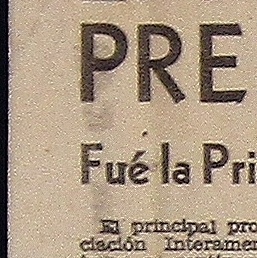 PRE
Fué la Pri
El principal pro
ciación Interamer